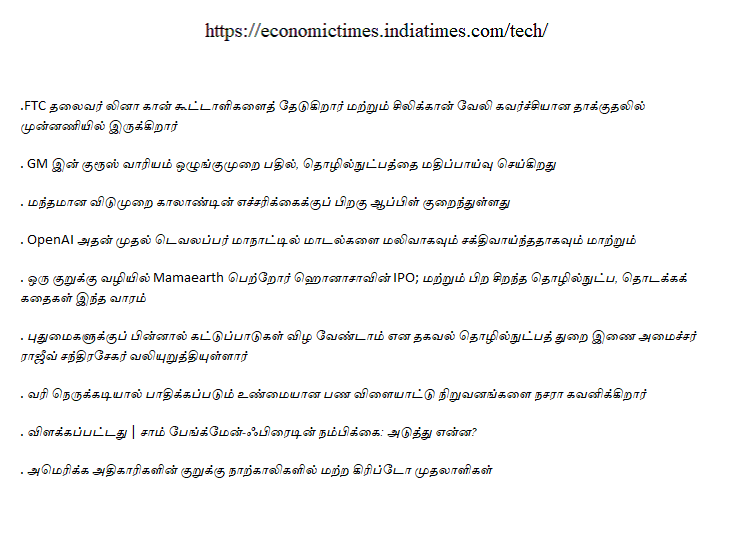 https://economictimes.indiatimes.com/tech/
.FTC தலைவர் லினா கான் கூட்டாளிகளைத் தேடுகிறார் மற்றும் சிலிக்கான் வேலி கவர்ச்சியான தாக்குதலில்
முன்னணியில் இருக்கிறார்
. GM இன் குரூஸ் வாரியம் ஒழுங்குமுறை பதில், தொழில்நுட்பத்தை மதிப்பாய்வு செய்கிறது
. மந்தமான விடுமுறை காலாண்டின் எச்சரிக்கைக்குப் பிறகு ஆப்பிள் குறைந்துள்ளது
. OpenAI அதன் முதல் டெவலப்பர் மாநாட்டில் மாடல்களை மலிவாகவும் சக்திவாய்ந்ததாகவும் மாற்றும்
. ஒரு குறுக்கு வழியில் Mamaearth பெற்றோர் ஹொனாசாவின் IPO; மற்றும் பிற சிறந்த தொழில்நுட்ப, தொடக்கக்
கதைகள் இந்த வாரம்
. புதுமைகளுக்குப் பின்னால் கட்டுப்பாடுகள் விழ வேண்டாம் என தகவல் தொழில்நுட்பத் துறை இணை அமைச்சர்
ராஜீவ் சந்திரசேகர் வலியுறுத்தியுள்ளார்
. வரி நெருக்கடியால் பாதிக்கப்படும் உண்மையான பண விளையாட்டு நிறுவனங்களை நசரா கவனிக்கிறார்
. விளக்கப்பட்டது | சாம் பேங்க்மேன்-ஃபிரைடின் நம்பிக்கை: அடுத்து என்ன?
. அமெரிக்க அதிகாரிகளின் குறுக்கு நாற்காலிகளில் மற்ற கிரிப்டோ முதலாளிகள்